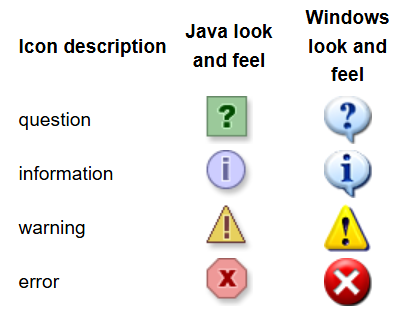 Icon description
Java look
and feel
Windows
look and
feel
question
?
?
information
i
i
warning
!
!
error
X
X